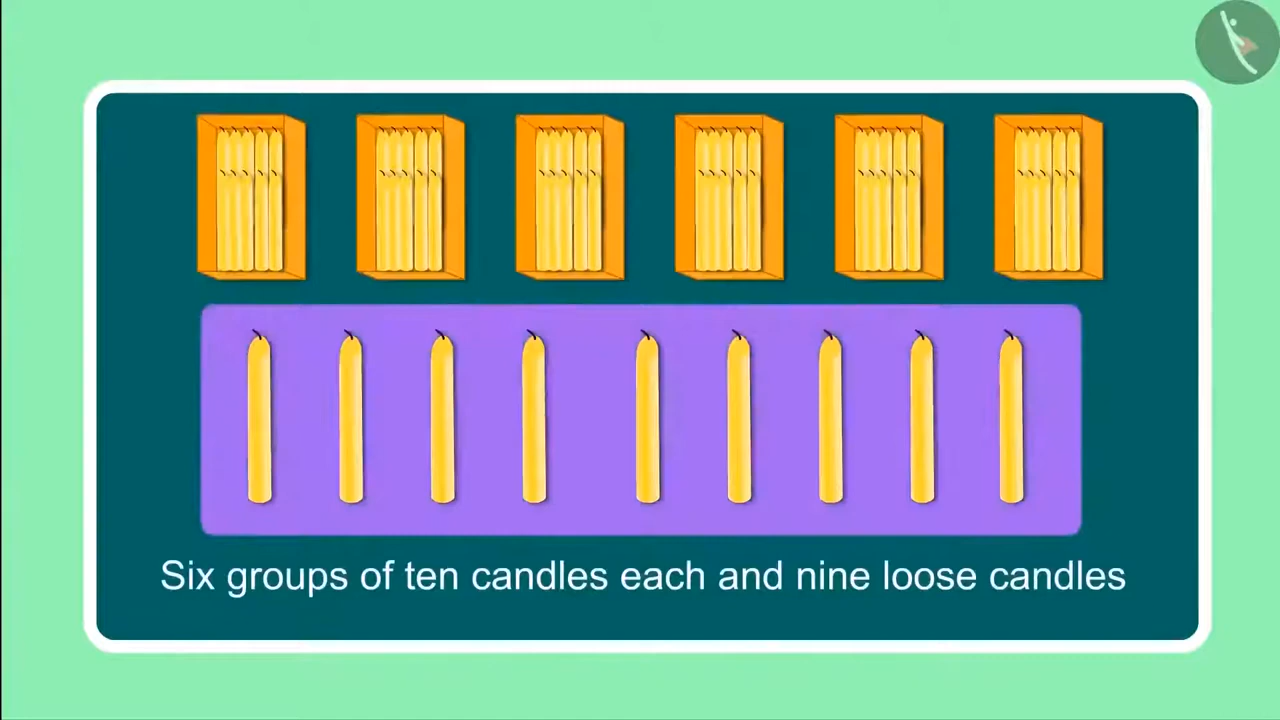 Six groups of ten candles each and nine loose candles